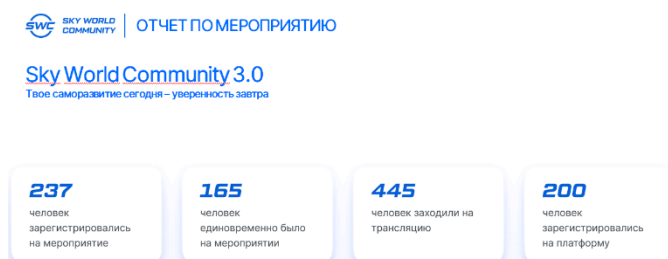 SWC SKY WORLD COMMUNITY ОТЧЕТ ПО МЕРОПРИЯТИЮ
Sky World Community 3.0
Твое саморазвитие сегодня – уверенность завтра
237
человек
зарегистрировались
на мероприятие
165
человек
единовременно было
на мероприятии
445
человек заходили на
трансляцию
200
человек
зарегистрировались
на платформу